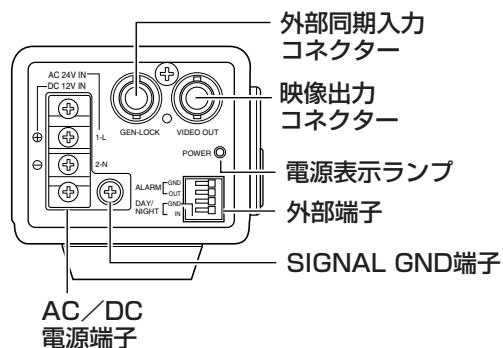 外部同期入力
コネクター
映像出力
コネクター
電源表示ランプ
外部端子
SIGNAL GND端子
AC／DC
電源端子
AC 24V IN
DC 12V IN
⊕
⊖
1-L
2-N
GEN-LOCK
VIDEO OUT
POWER
ALARM
GND
OUT
DAY/
NIGHT
GND
IN